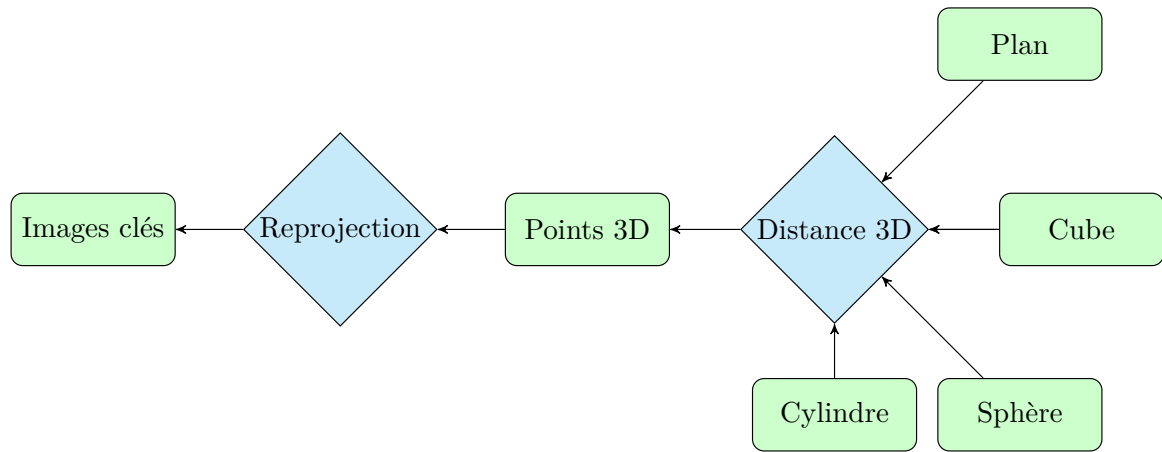 Plan
Images clés
Reprojection
Points 3D
Distance 3D
Cube
Cylindre
Sphère